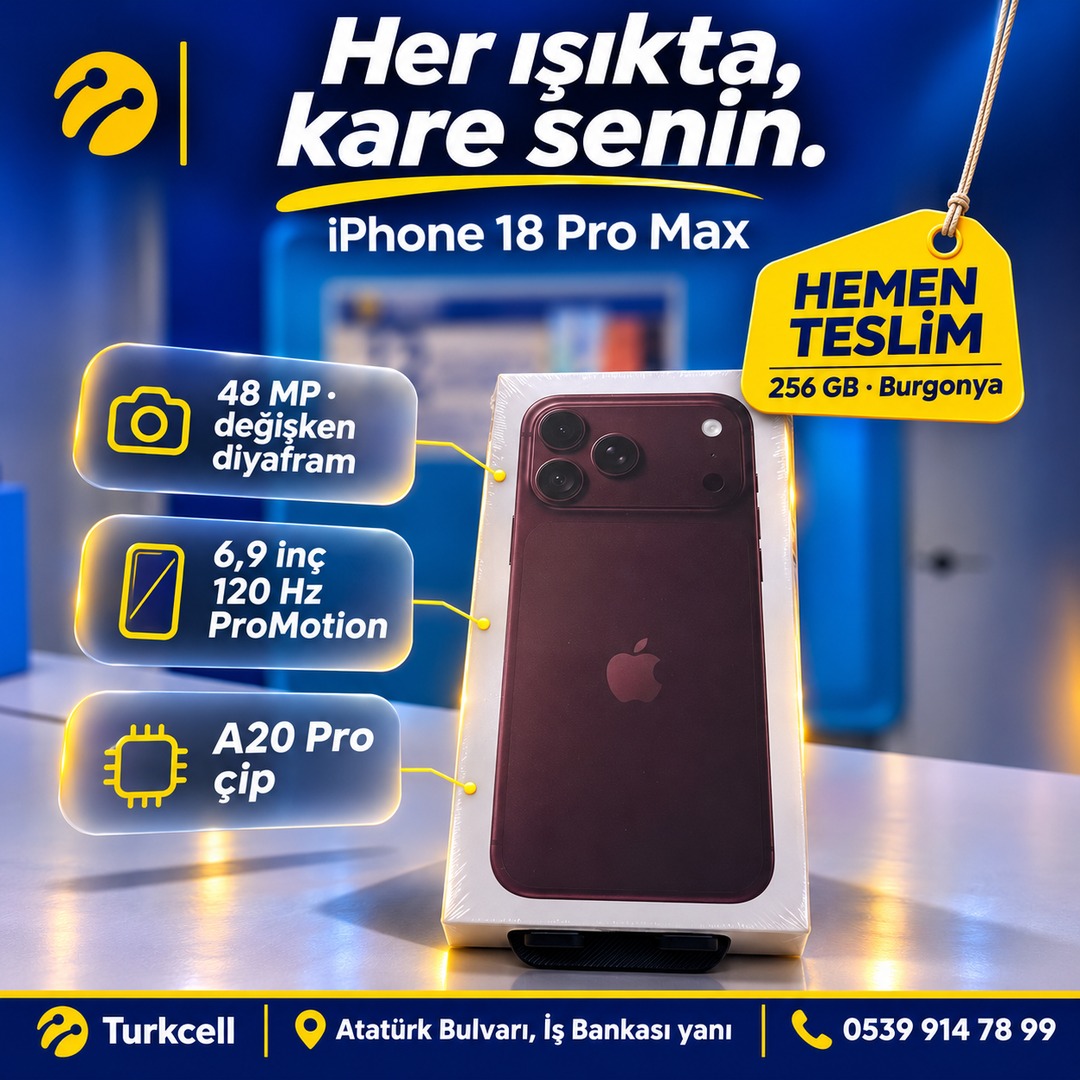 Her ışıkta,
kare senin.
iPhone 18 Pro Max
HEMEN
TESLİM
256 GB · Burgonya
48 MP ·
değişken
diyafram
6,9 inç
120 Hz
ProMotion
A20 Pro
çip
Turkcell
Atatürk Bulvarı, İş Bankası yanı
0539 914 78 99